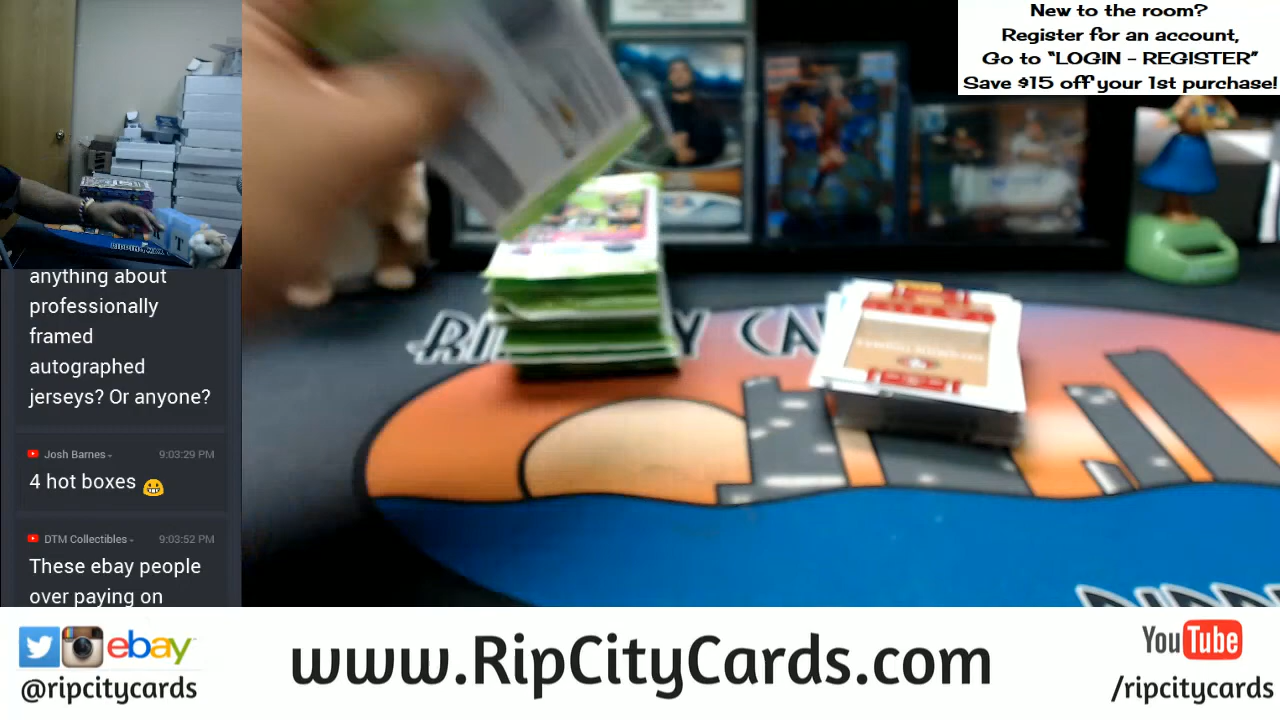 New to the room?
Register for an account,
Go to “LOGIN - REGISTER”
Save $15 off your 1st purchase!
anything about
professionally
framed
autographed
jerseys? Or anyone?
Josh Barnes
9:03:29 PM
4 hot boxes 😬
DTM Collectibles
9:03:52 PM
These ebay people
over paying on
ebay
@ripcitycards
www.RipCityCards.com
YouTube
/ripcitycards